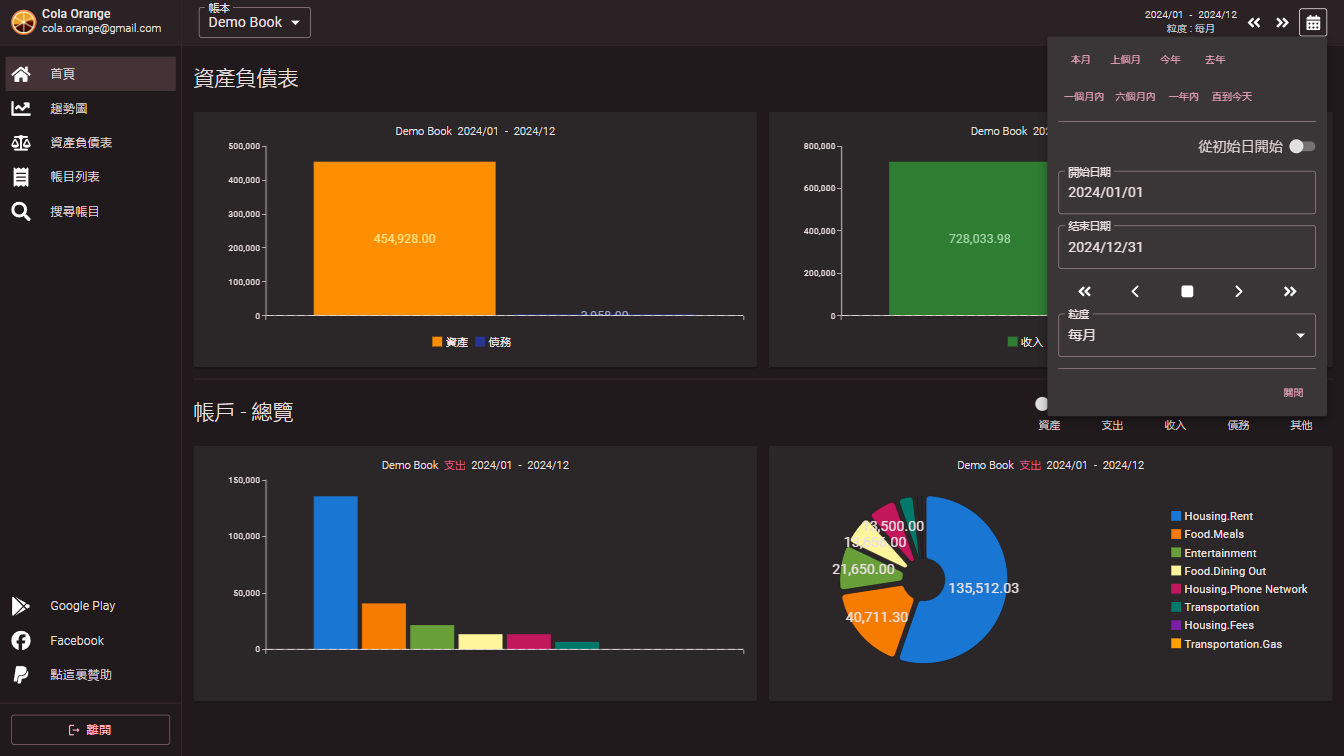 Cola Orange
cola.orange@gmail.com
帳本
Demo Book
2024/01 - 2024/12
粒度 : 每月
首頁
趨勢圖
資產負債表
帳目列表
搜尋帳目
Google Play
Facebook
點這裏贊助
離開
資產負債表
Demo Book 2024/01 - 2024/12
500,000
400,000
300,000
200,000
100,000
0
454,928.00
資產 債務
Demo Book
800,000
600,000
400,000
200,000
0
728,033.98
收入
本月 上個月 今年 去年
一個月內 六個月內 一年內 直到今天
從初始日開始
開始日期
2024/01/01
結束日期
2024/12/31
粒度
每月
關閉
帳戶 - 總覽
資產 支出 收入 債務 其他
Demo Book 支出 2024/01 - 2024/12
150,000
100,000
50,000
0
Demo Book 支出 2024/01 - 2024/12
135,512.03
40,711.30
21,650.00
Housing.Rent
Food.Meals
Entertainment
Food.Dining Out
Housing.Phone Network
Transportation
Housing.Fees
Transportation.Gas